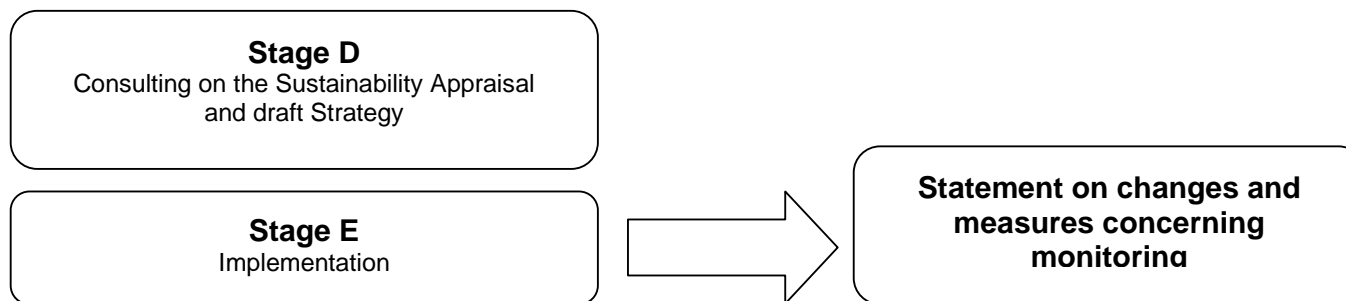 Stage D
Consulting on the Sustainability Appraisal
and draft Strategy
Stage E
Implementation
Statement on changes and
measures concerning
monitoring